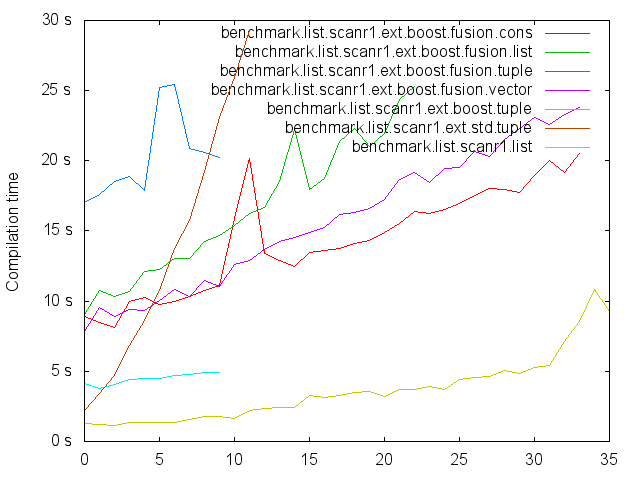 30 s
25 s
20 s
15 s
10 s
5 s
0 s
Compilation time
benchmark.list.scanr1.ext.boost.fusion.cons
benchmark.list.scanr1.ext.boost.fusion.list
benchmark.list.scanr1.ext.boost.fusion.tuple
benchmark.list.scanr1.ext.boost.fusion.vector
benchmark.list.scanr1.ext.boost.tuple
benchmark.list.scanr1.ext.std.tuple
benchmark.list.scanr1.list
0 5 10 15 20 25 30 35